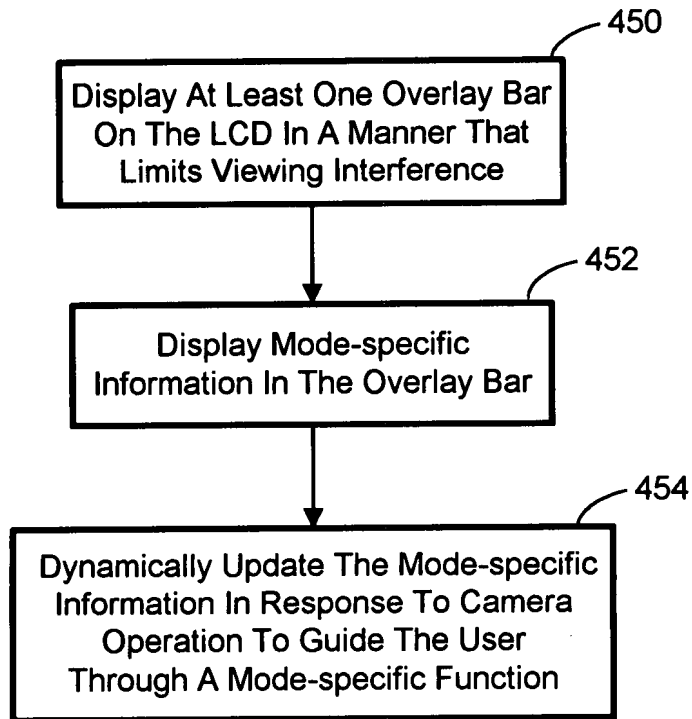 450
Display At Least One Overlay Bar
On The LCD In A Manner That
Limits Viewing Interference
452
Display Mode-specific
Information In The Overlay Bar
454
Dynamically Update The Mode-specific
Information In Response To Camera
Operation To Guide The User
Through A Mode-specific Function